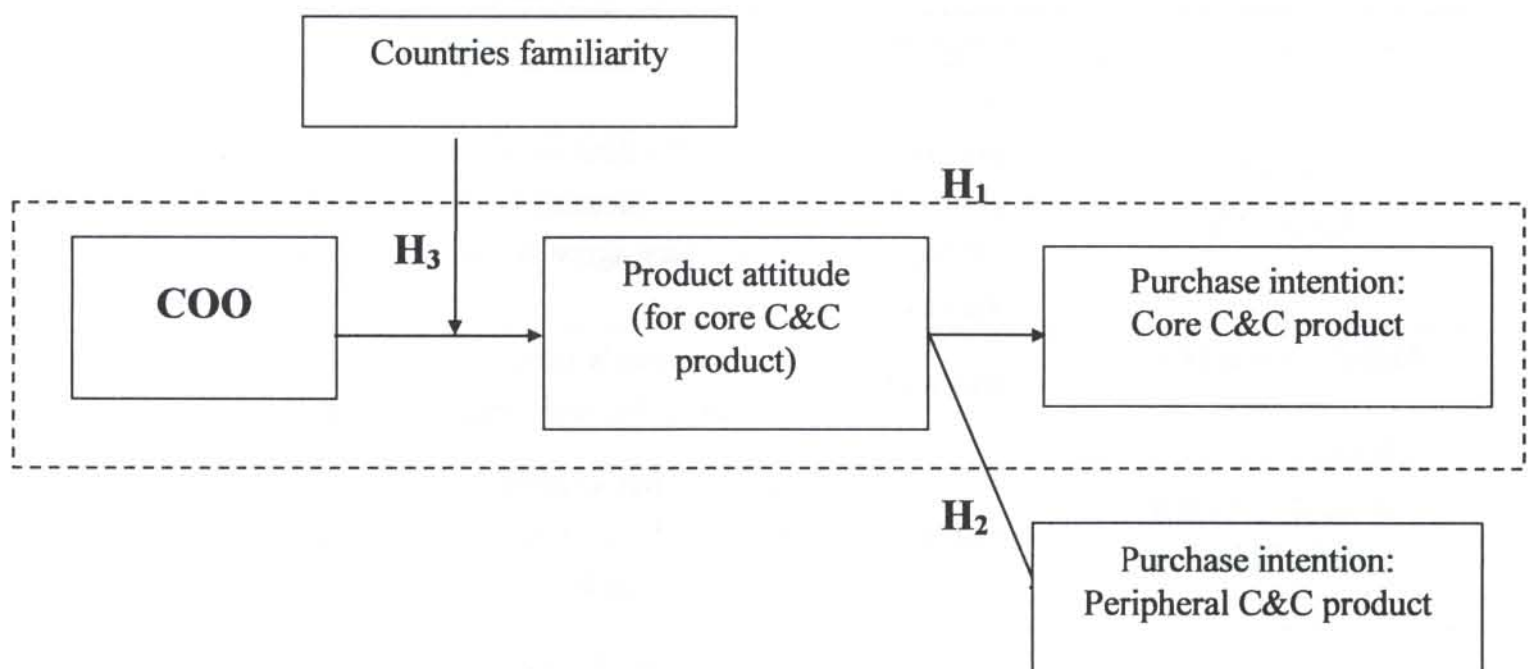 Countries familiarity
H₁
H₃
COO
Product attitude
(for core C&C
product)
Purchase intention:
Core C&C product
H₂
Purchase intention:
Peripheral C&C product